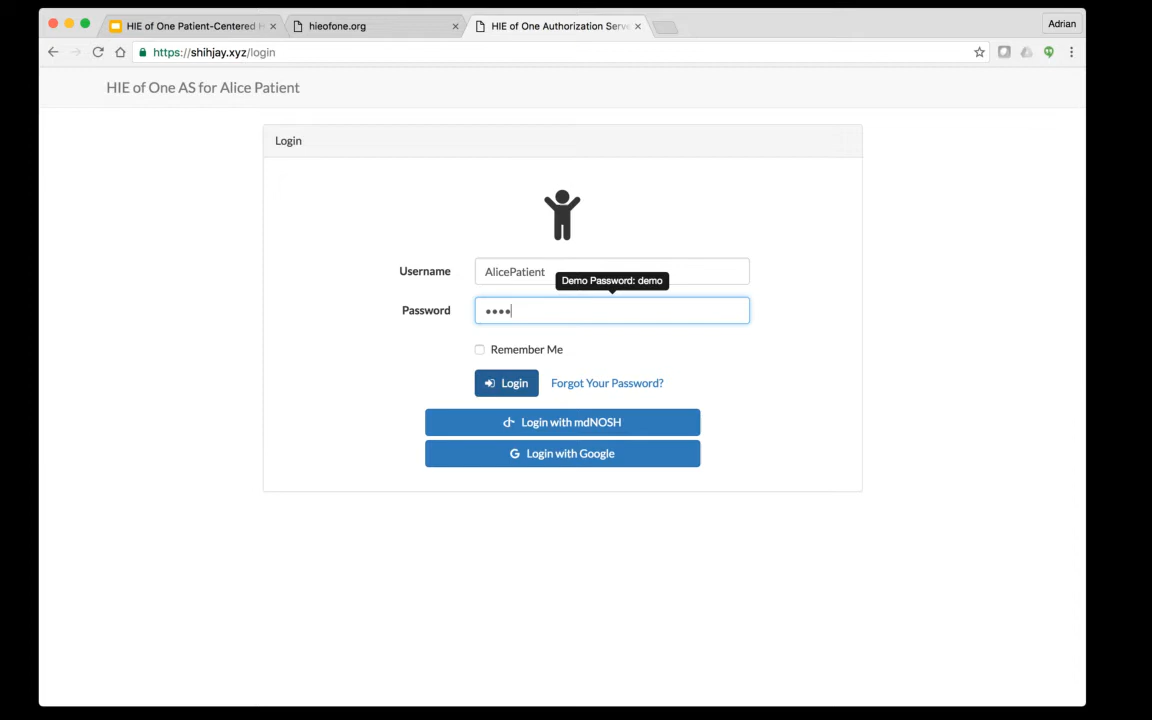 HIE of One Patient-Centered H
hieofone.org
HIE of One Authorization Serve
Adrian
https://shihjay.xyz/login
HIE of One AS for Alice Patient
Login
Username
AlicePatient
Demo Password: demo
Password
••••
Remember Me
Login
Forgot Your Password?
Login with mdNOSH
G Login with Google